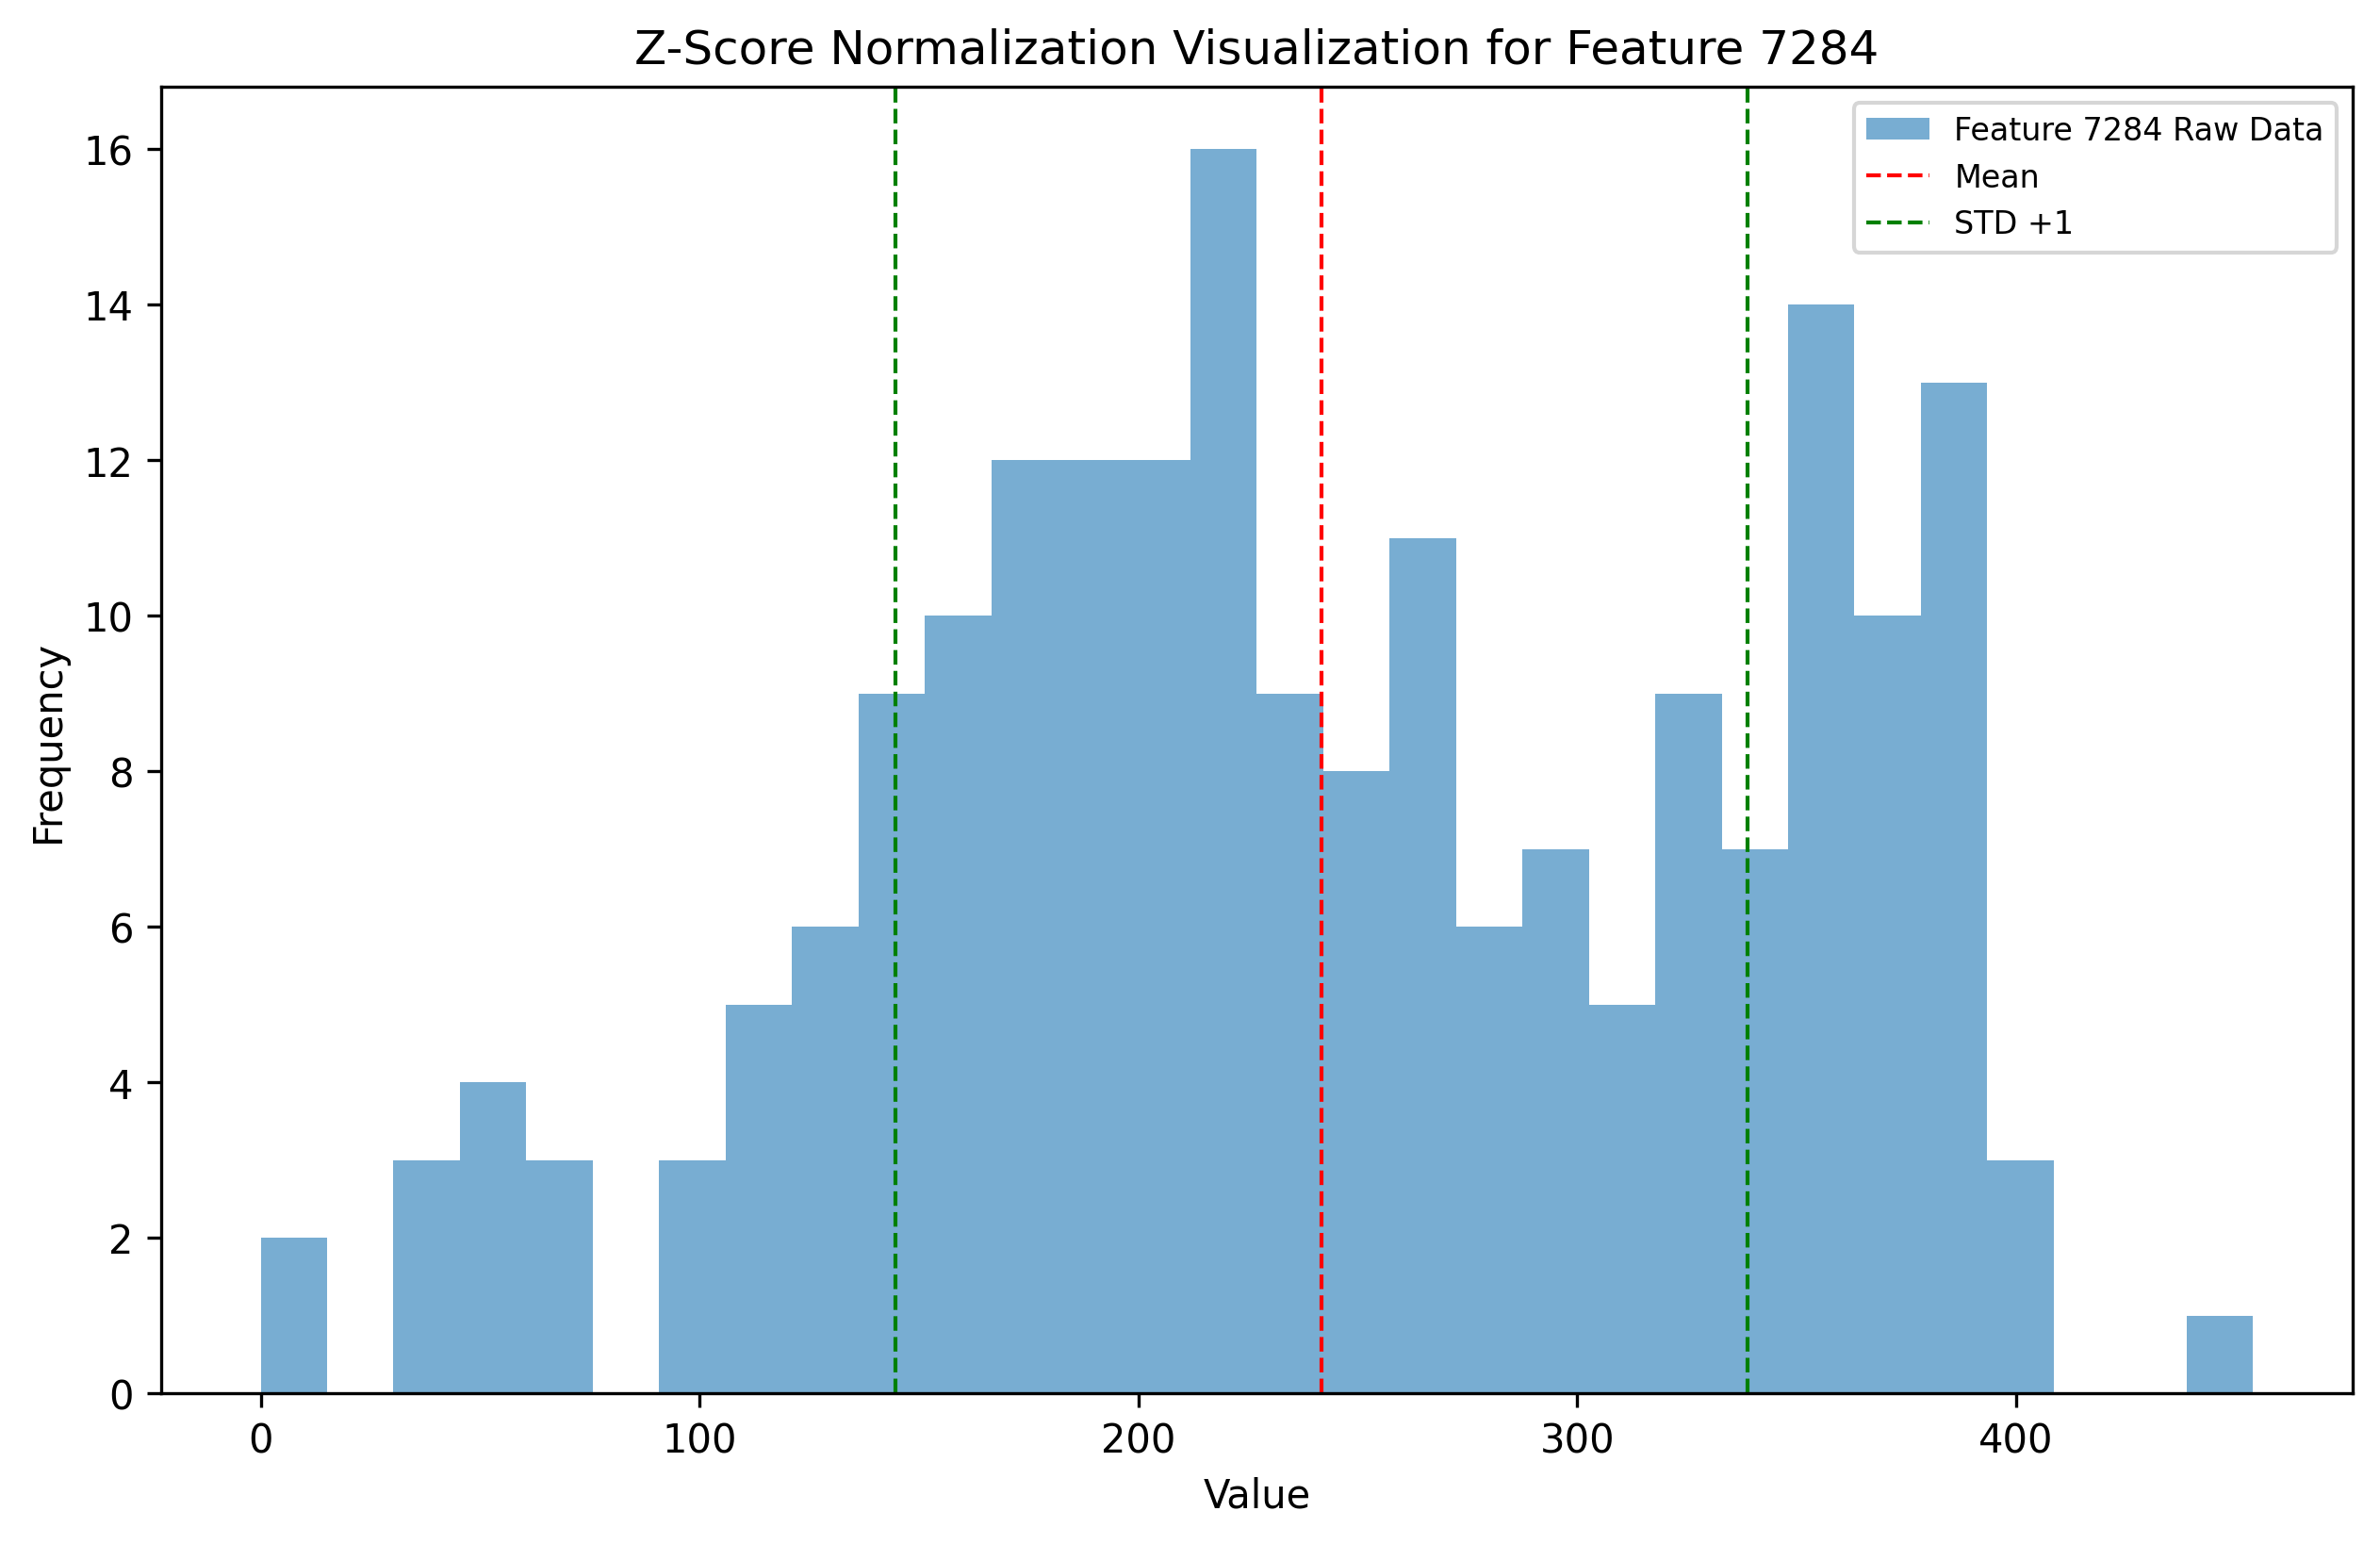 Z-Score Normalization Visualization for Feature 7284
Feature 7284 Raw Data
Mean
STD +1
16
14
12
10
8
6
4
2
0
Frequency
0 100 200 300 400
Value